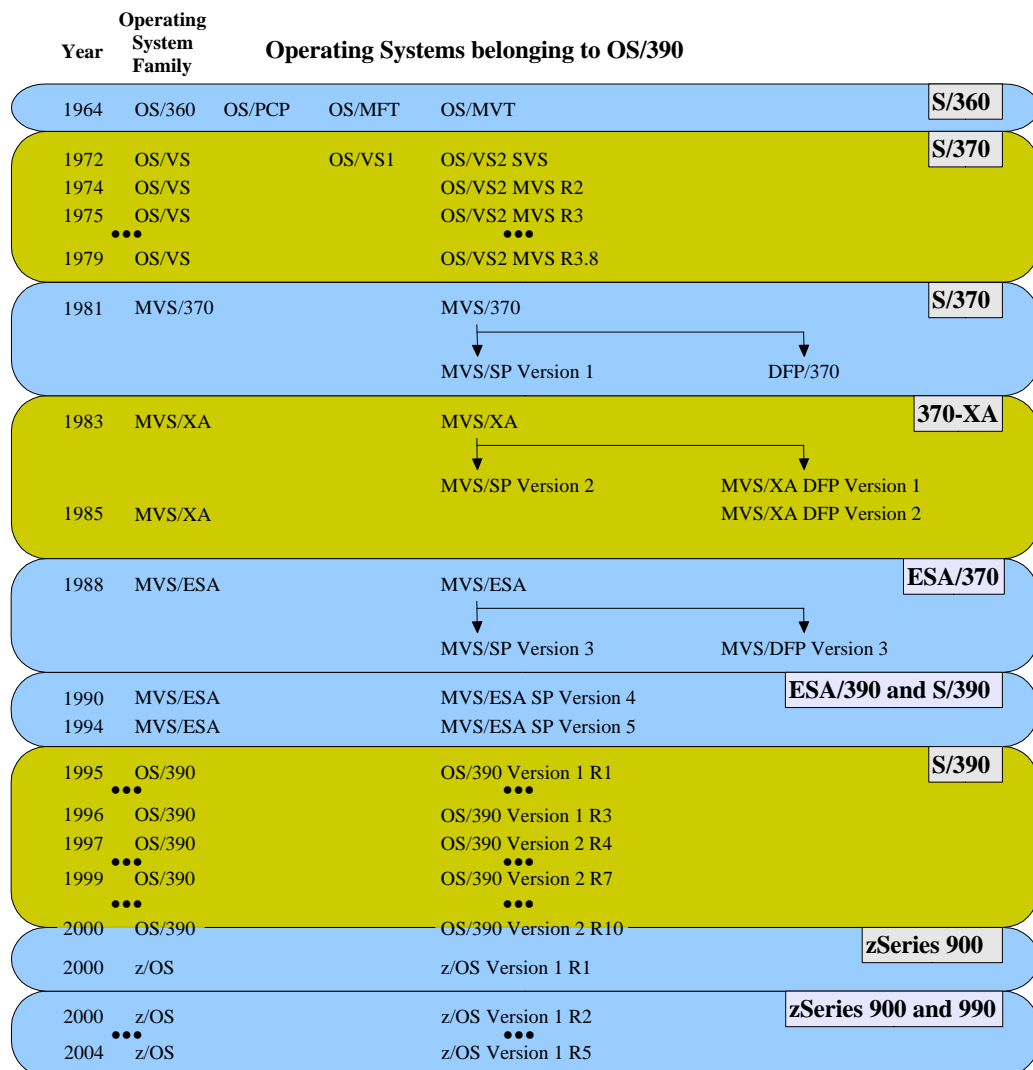 Operating
System
Family
Year
Operating Systems belonging to OS/390
S/360
1964 OS/360 OS/PCP OS/MFT OS/MVT
S/370
1972 OS/VS OS/VS1 OS/VS2 SVS
1974 OS/VS OS/VS2 MVS R2
1975 OS/VS OS/VS2 MVS R3
1979 OS/VS OS/VS2 MVS R3.8
S/370
1981 MVS/370 MVS/370
MVS/SP Version 1 DFP/370
370-XA
1983 MVS/XA MVS/XA
MVS/SP Version 2 MVS/XA DFP Version 1
1985 MVS/XA MVS/XA DFP Version 2
ESA/370
1988 MVS/ESA MVS/ESA
MVS/SP Version 3 MVS/DFP Version 3
ESA/390 and S/390
1990 MVS/ESA MVS/ESA SP Version 4
1994 MVS/ESA MVS/ESA SP Version 5
S/390
1995 OS/390 OS/390 Version 1 R1
1996 OS/390 OS/390 Version 1 R3
1997 OS/390 OS/390 Version 2 R4
1999 OS/390 OS/390 Version 2 R7
2000 OS/390 OS/390 Version 2 R10
zSeries 900
2000 z/OS z/OS Version 1 R1
zSeries 900 and 990
2000 z/OS z/OS Version 1 R2
2004 z/OS z/OS Version 1 R5